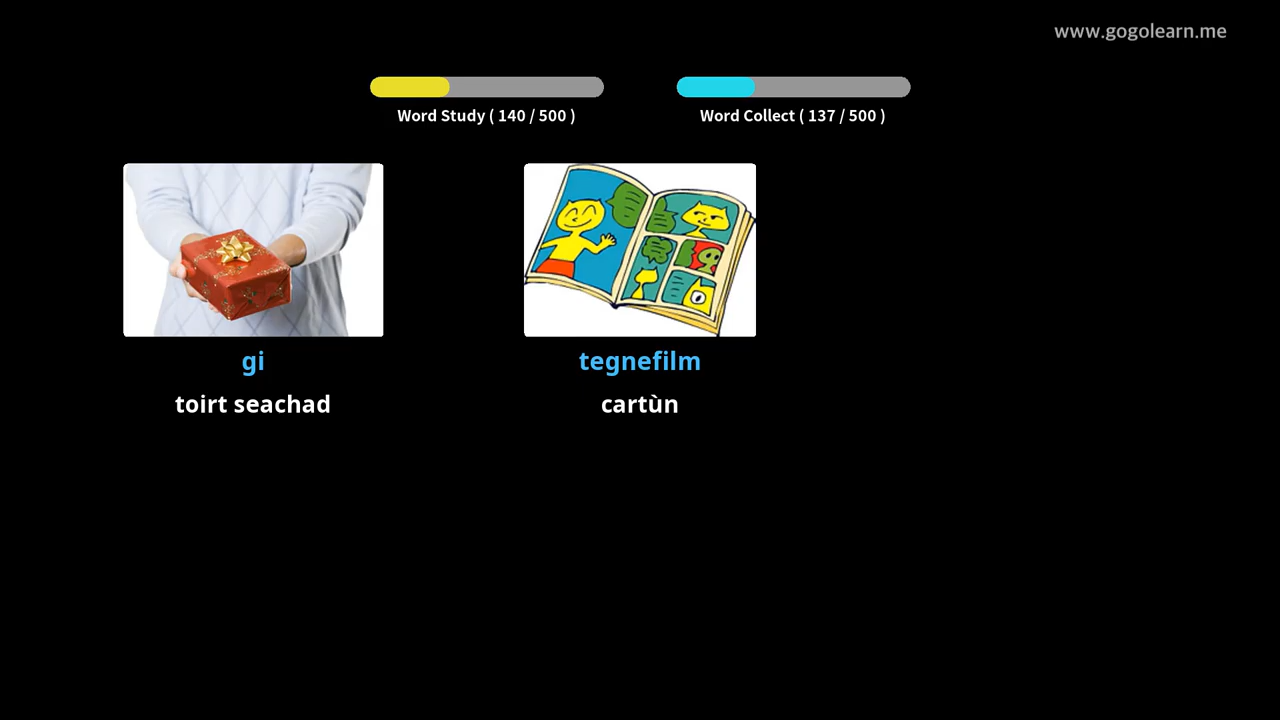 www.gogolearn.me
Word Study ( 140 / 500 )
Word Collect ( 137 / 500 )
gi
toirt seachad
tegnefilm
cartùn